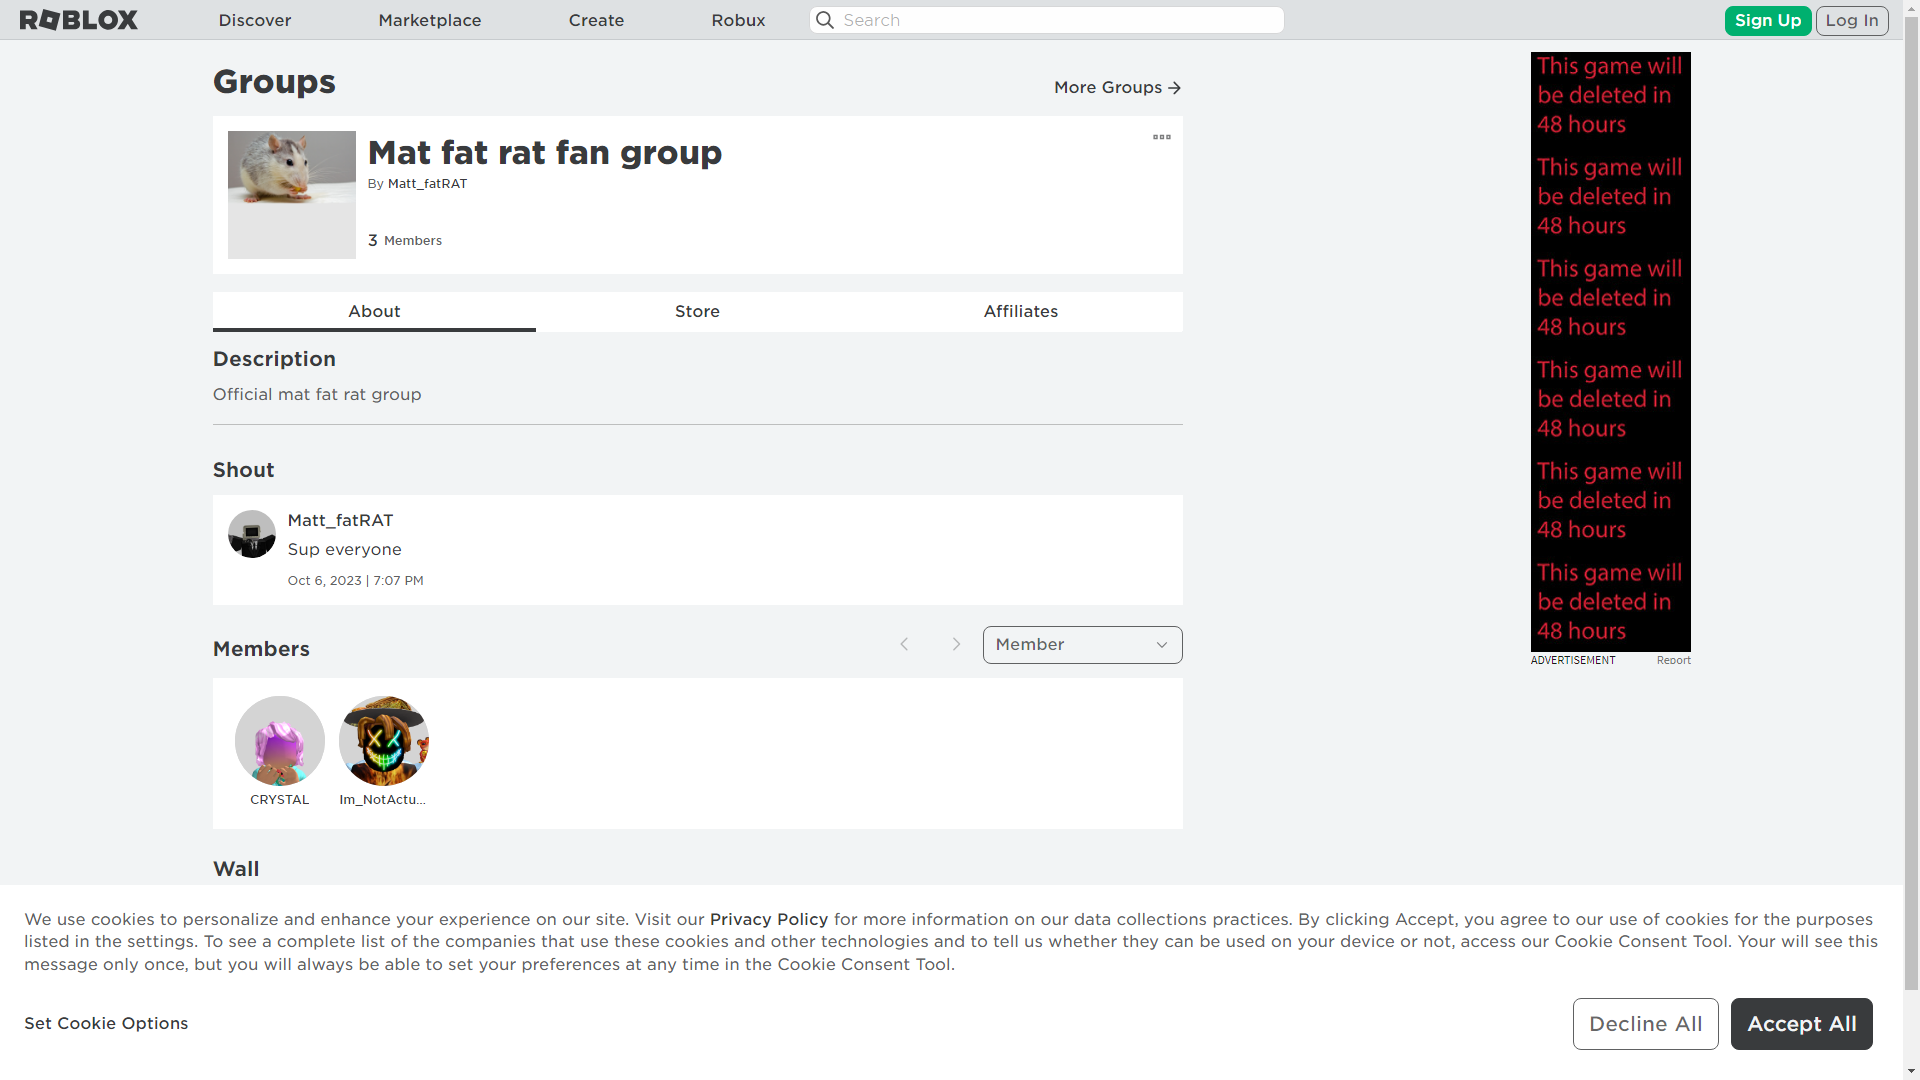 ROBLOX
Discover
Marketplace
Create
Robux
Search
Sign Up
Log In
Groups
More Groups
Mat fat rat fan group
By Matt_fatRAT
3 Members
About
Store
Affiliates
Description
Official mat fat rat group
Shout
Matt_fatRAT
Sup everyone
Oct 6, 2023 | 7:07 PM
Members
Member
CRYSTAL
Im_NotActu...
Wall
This game will
be deleted in
48 hours
This game will
be deleted in
48 hours
This game will
be deleted in
48 hours
This game will
be deleted in
48 hours
This game will
be deleted in
48 hours
This game will
be deleted in
48 hours
ADVERTISEMENT
Report
We use cookies to personalize and enhance your experience on our site. Visit our Privacy Policy for more information on our data collections practices. By clicking Accept, you agree to our use of cookies for the purposes
listed in the settings. To see a complete list of the companies that use these cookies and other technologies and to tell us whether they can be used on your device or not, access our Cookie Consent Tool. Your will see this
message only once, but you will always be able to set your preferences at any time in the Cookie Consent Tool.
Set Cookie Options
Decline All
Accept All